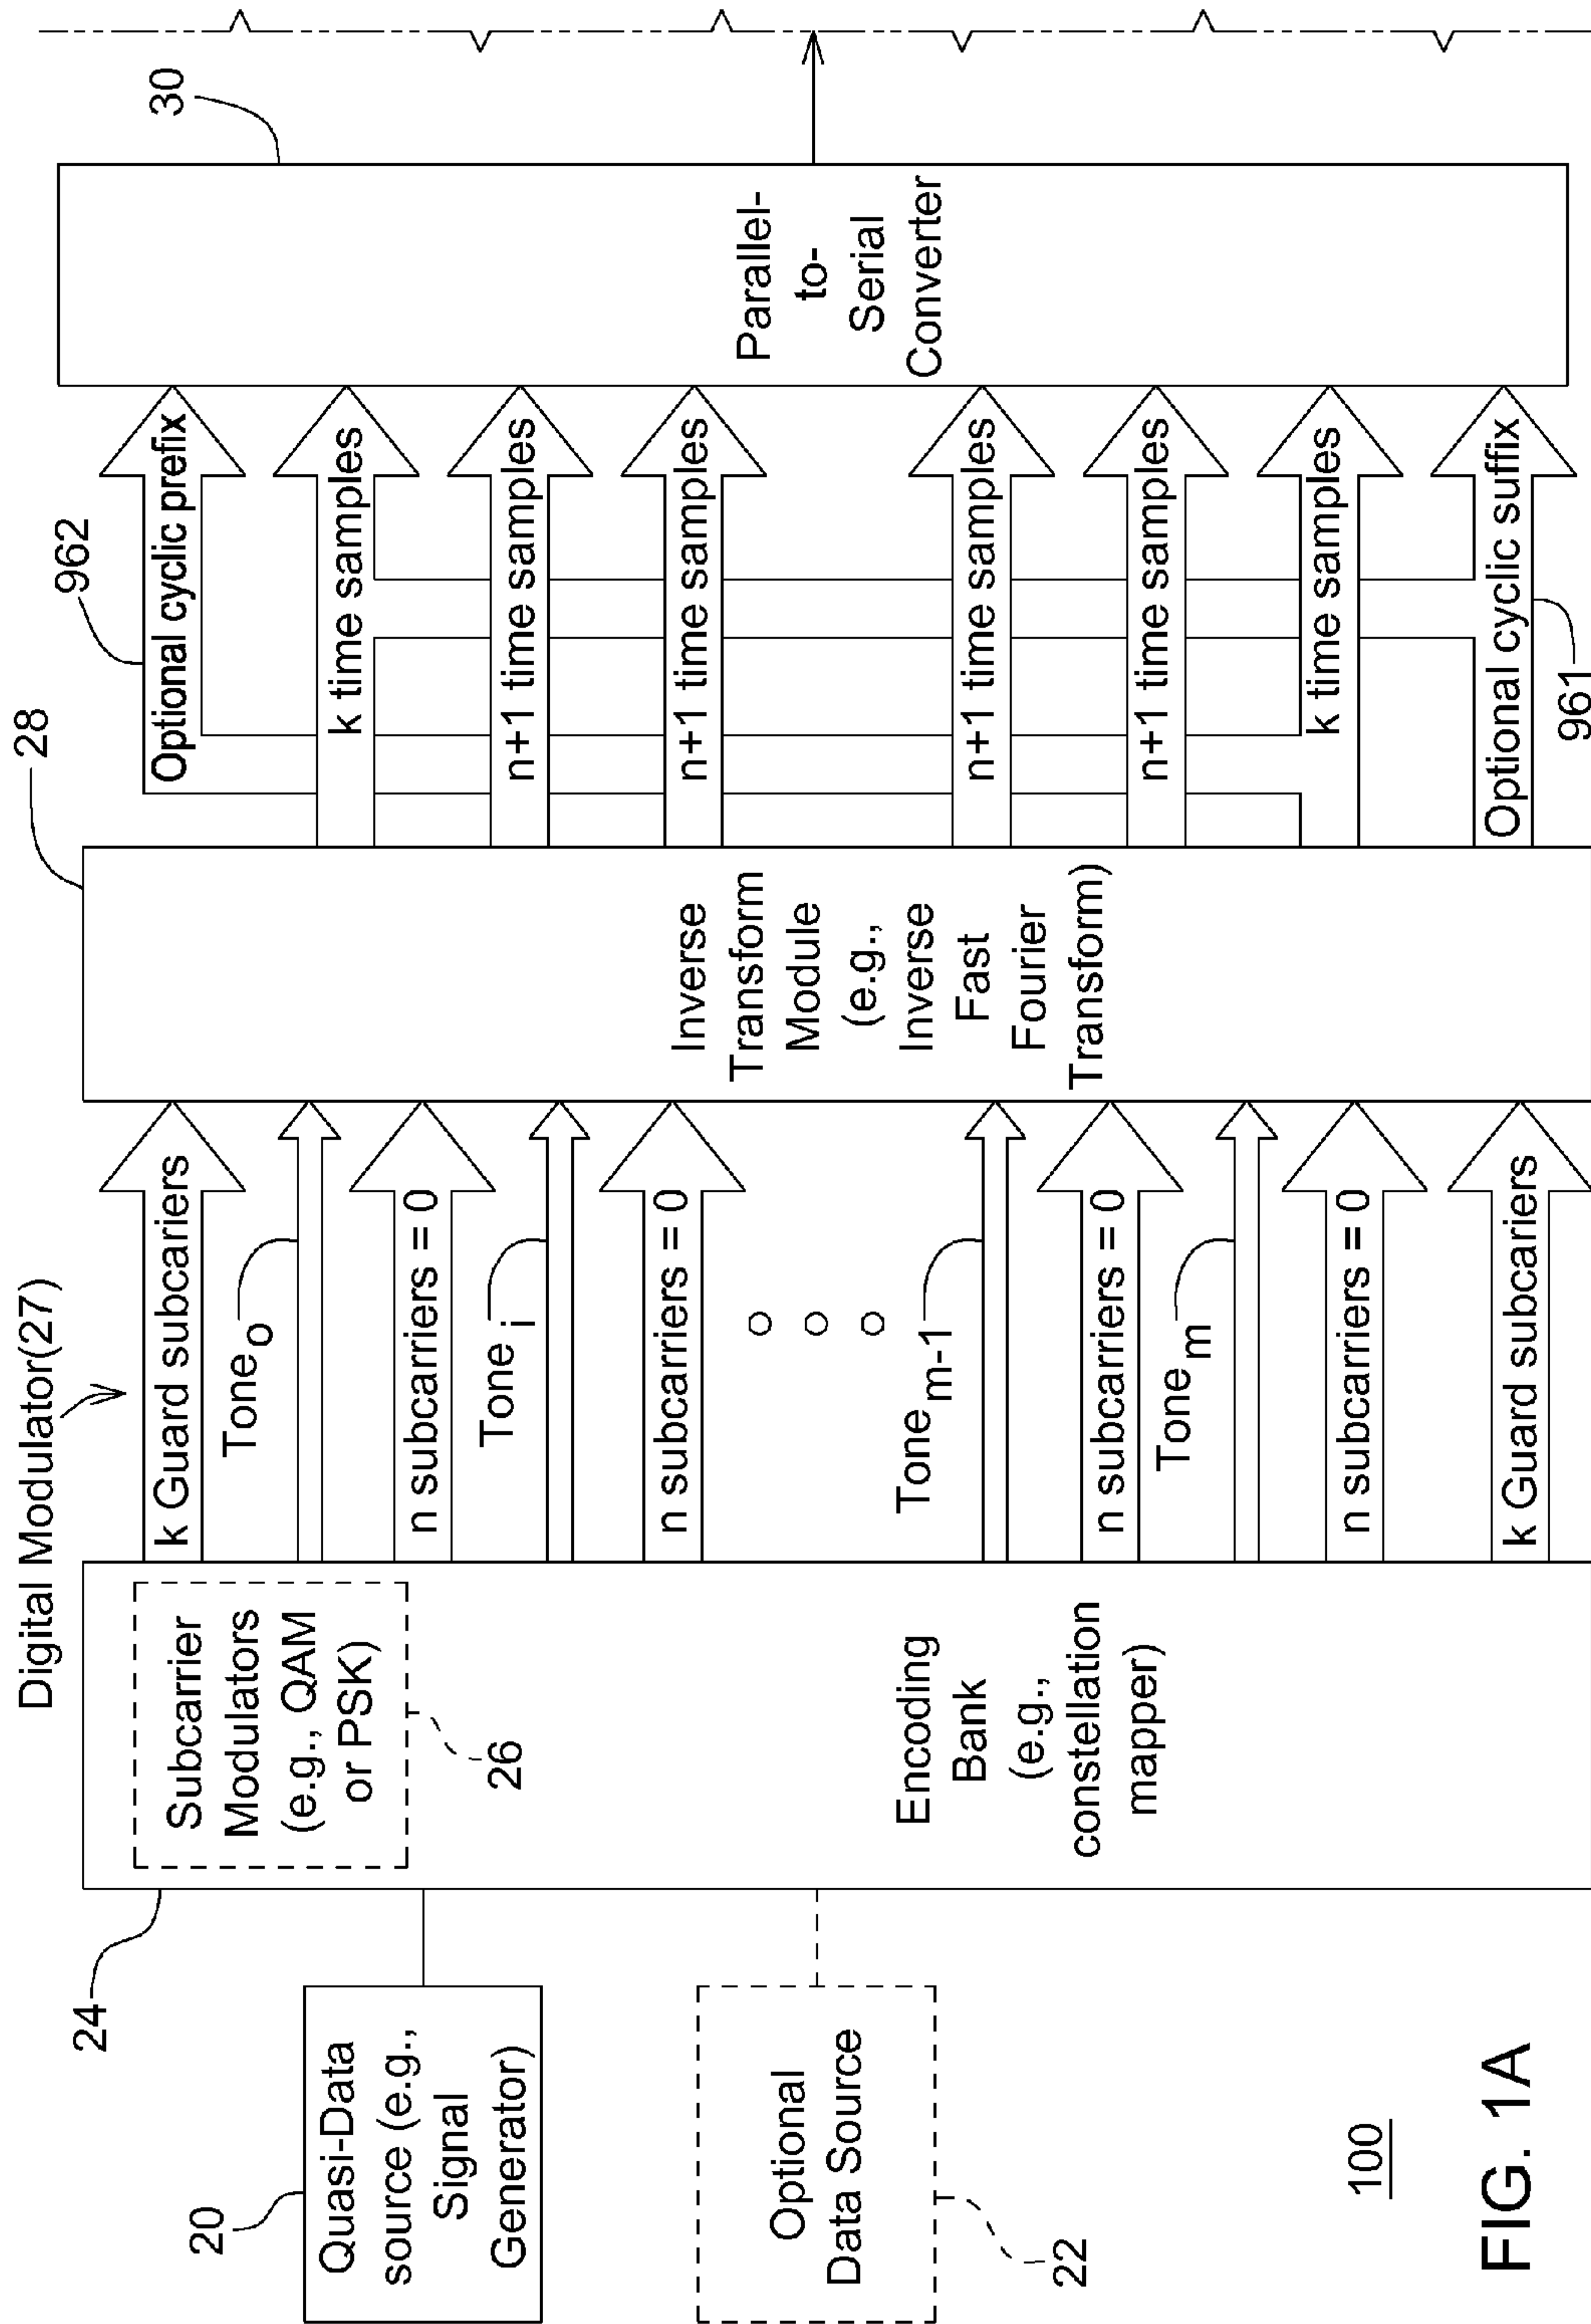 Digital Modulator(27)
24
28
962
30
20
Quasi-Data
source (e.g.,
Signal
Generator)
Optional
Data Source
22
Subcarrier
Modulators
(e.g., QAM
or PSK)
26
Encoding
Bank
(e.g.,
constellation
mapper)
k Guard subcariers
Tone o
n subcarriers = 0
Tone i
n subcarriers = 0
Tone m-1
n subcarriers = 0
Tone m
n subcarriers = 0
k Guard subcariers
Inverse
Transform
Module
(e.g.,
Inverse
Fast
Fourier
Transform)
Optional cyclic prefix
k time samples
n+1 time samples
n+1 time samples
n+1 time samples
n+1 time samples
k time samples
Optional cyclic suffix
961
Parallel-
to-
Serial
Converter
100
FIG. 1A